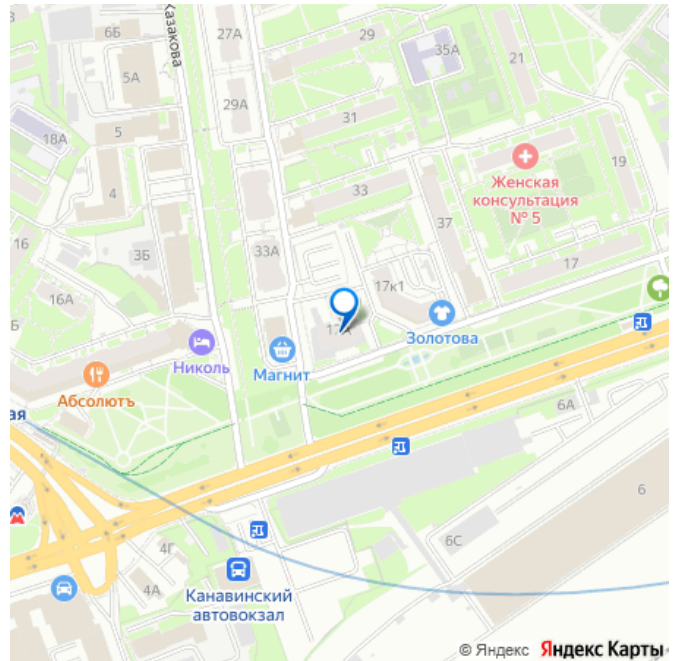 6Б
Казакова
27А
29
35А
21
5А
29А
31
18А
5
19
Женская
консультация
№ 5
4
33
37
33А
3Б
16
17к1
17
16А
Б
17А
Золотова
Николь
Магнит
Абсолютъ
ая
6А
6
6С
4Г
4А
Канавинский
автовокзал
© Яндекс Яндекс Карты